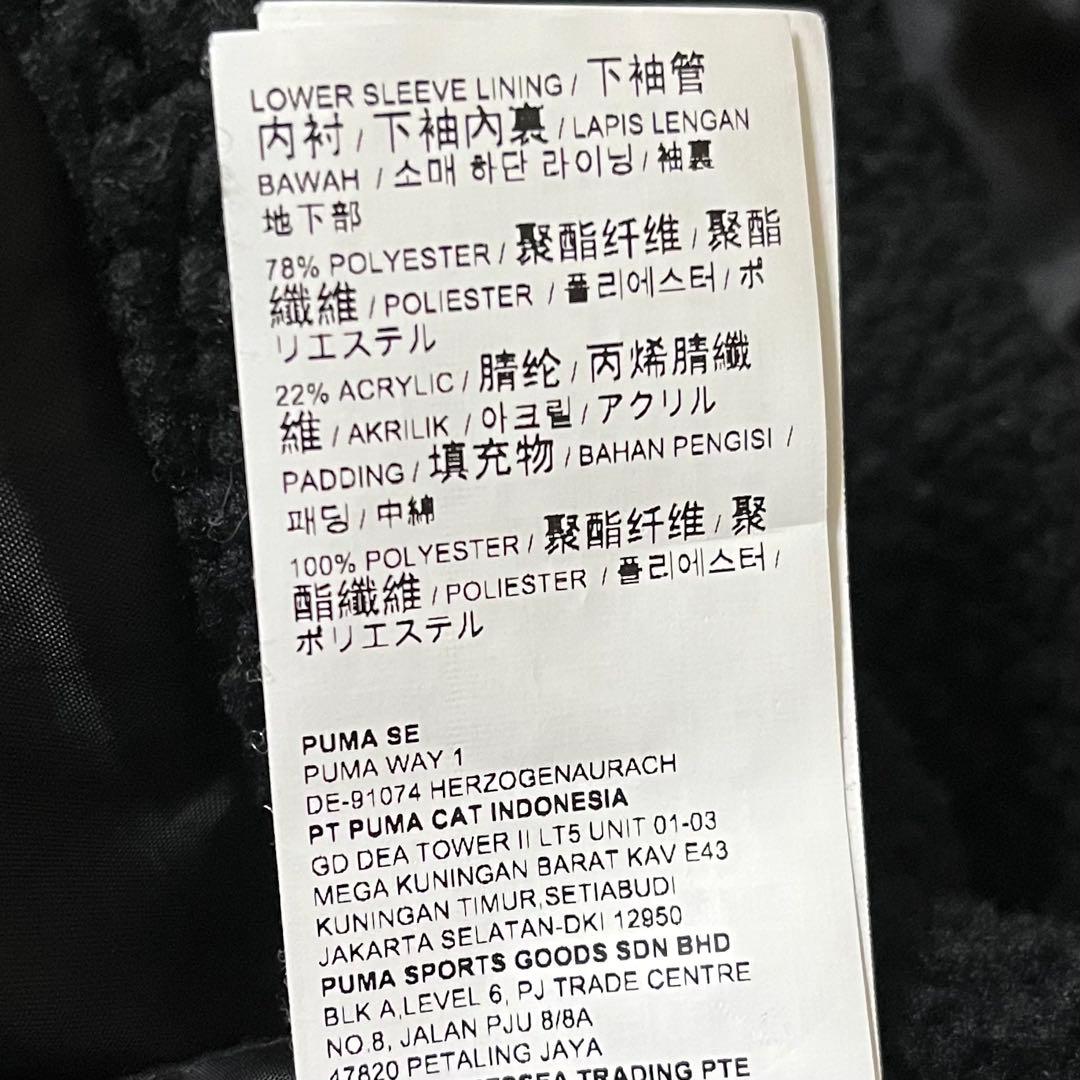 LOWER SLEEVE LINING / 下袖管
内衬 / 下袖內裏 / LAPIS LENGAN
BAWAH / 소매 하단 라이닝 / 袖裏
地下部
78% POLYESTER / 聚酯纤维 / 聚酯
纖維 / POLIESTER / 폴리에스터 / ポ
リエステル
22% ACRYLIC / 腈纶 / 丙烯腈纖
維 / AKRILIK / 아크릴 / アクリル
PADDING / 填充物 / BAHAN PENGISI /
패딩 / 中綿
100% POLYESTER / 聚酯纤维 / 聚
酯纖維 / POLIESTER / 폴리에스터 /
ポリエステル
PUMA SE
PUMA WAY 1
DE-91074 HERZOGENAURACH
PT PUMA CAT INDONESIA
GD DEA TOWER II LT5 UNIT 01-03
MEGA KUNINGAN BARAT KAV E43
KUNINGAN TIMUR,SETIABUDI
JAKARTA SELATAN-DKI 12950
PUMA SPORTS GOODS SDN BHD
BLK A,LEVEL 6, PJ TRADE CENTRE
NO.8, JALAN PJU 8/8A
47820 PETALING JAYA
TRADING PTE